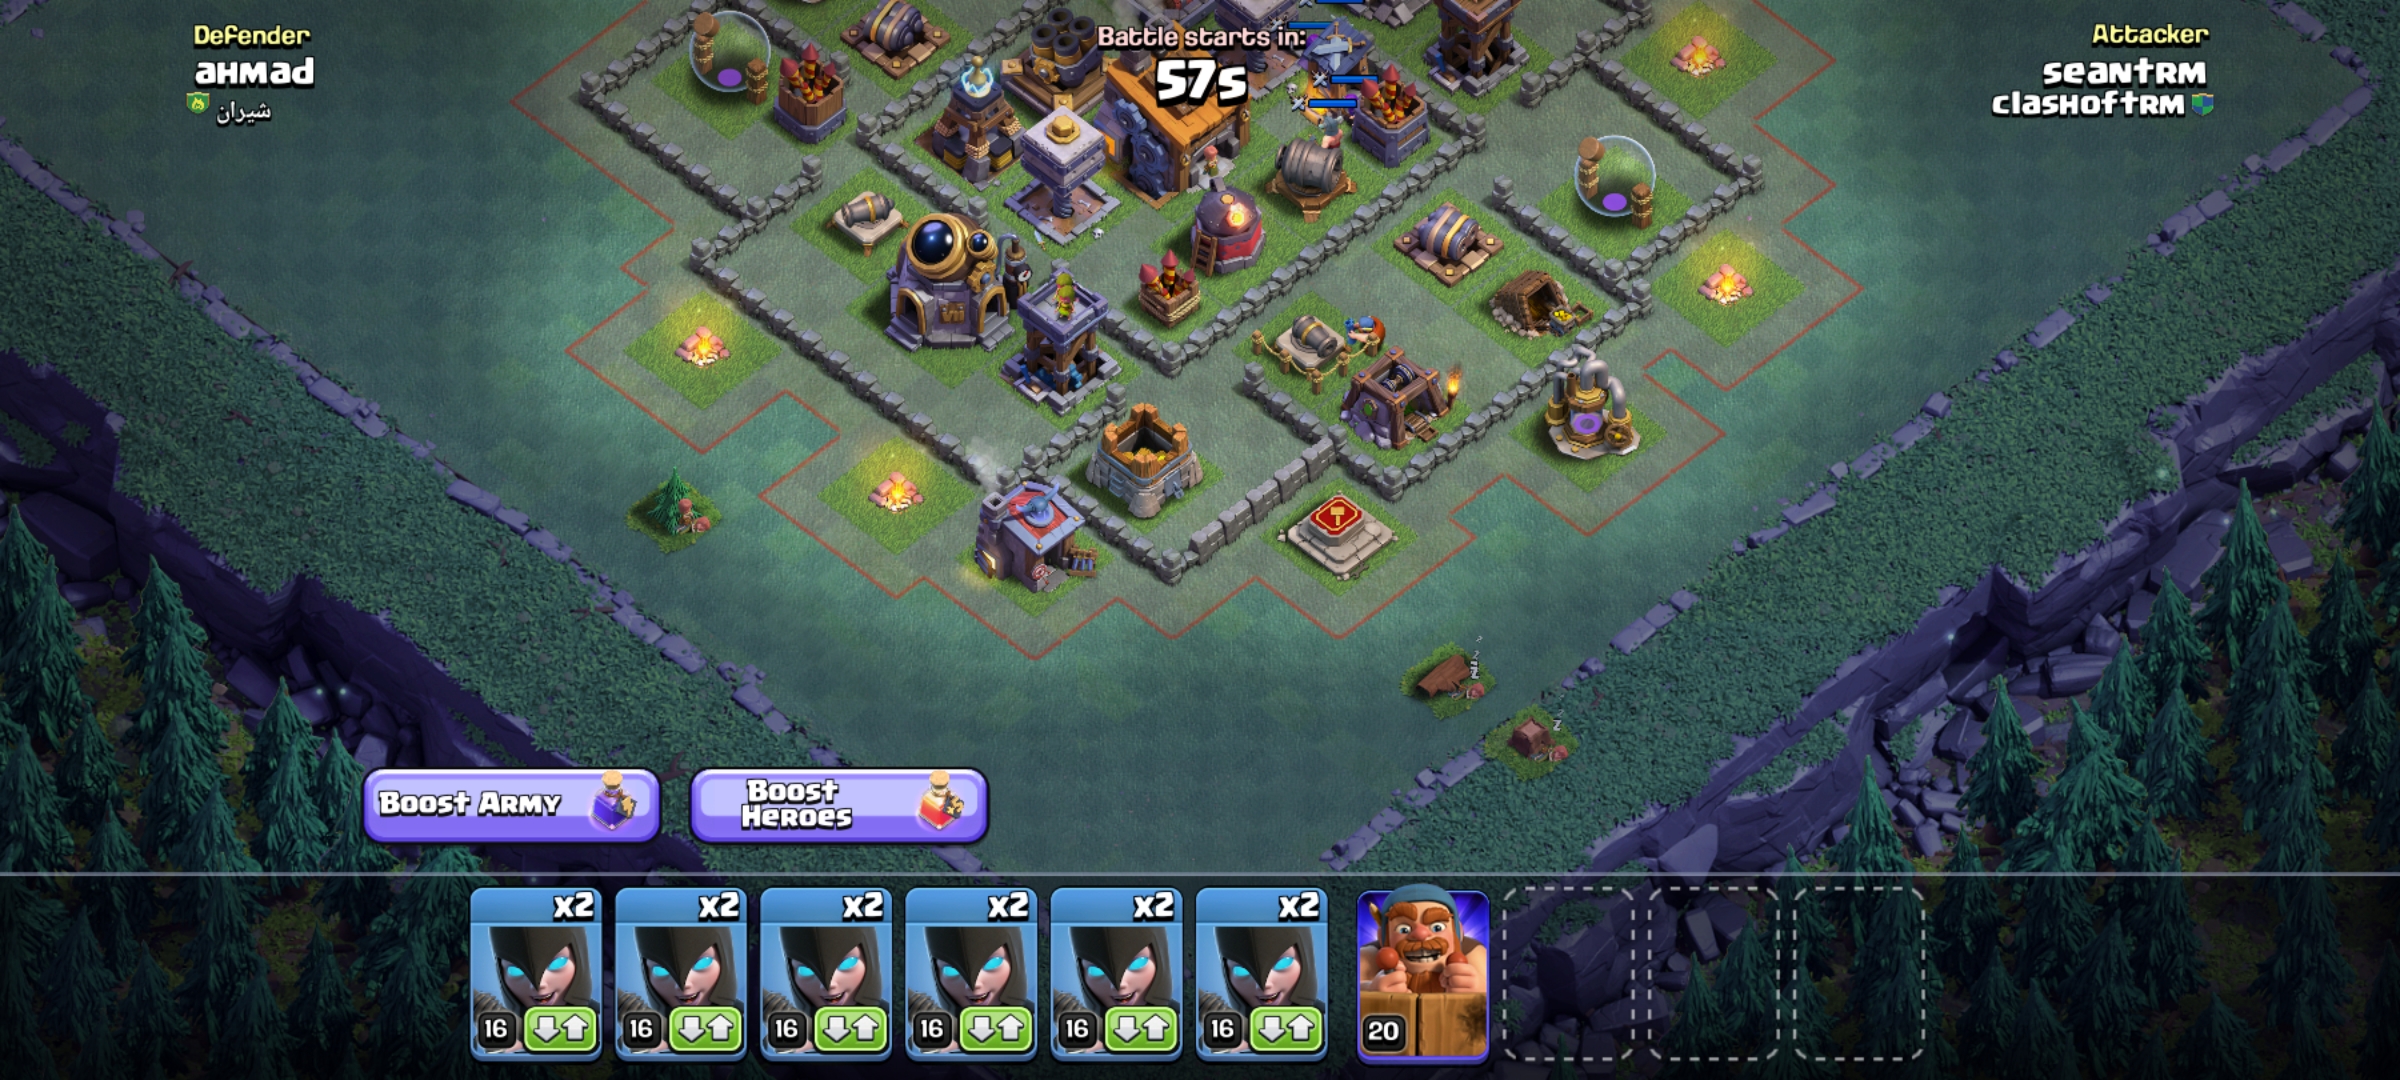 Defender
ahmad
شیران
Battle starts in:
57s
Attacker
seantrm
clashoftrm
Boost Army
Boost Heroes
x2
x2
x2
x2
x2
x2
16
16
16
16
16
16
20
z
z
z
z